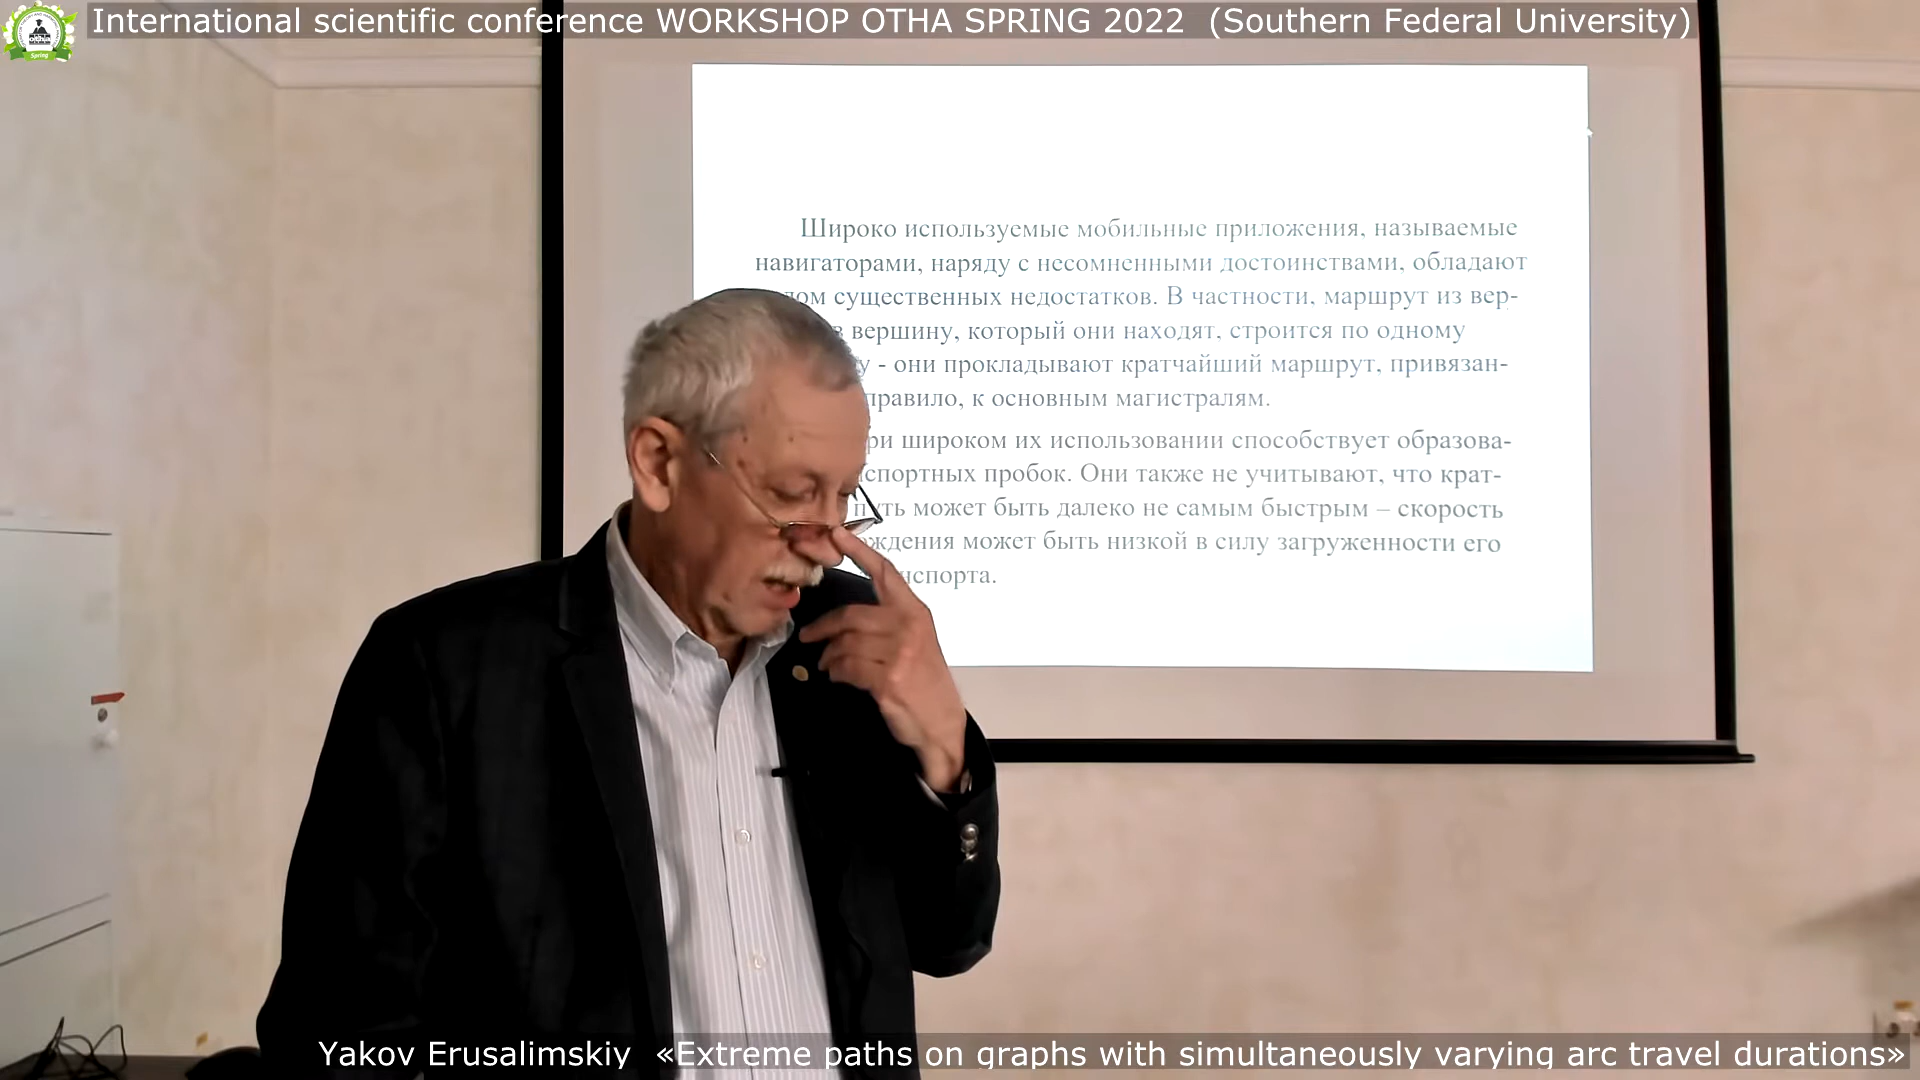 International scientific conference WORKSHOP OTHA SPRING 2022 (Southern Federal University)
Spring
Широко используемые мобильные приложения, называемые
навигаторами, наряду с несомненными достоинствами, обладают
существенных недостатков. В частности, маршрут из вер-
в вершину, который они находят, строится по одному
- они прокладывают кратчайший маршрут, привязан-
правило, к основным магистралям.
широком их использовании способствует образова-
пробок. Они также не учитывают, что крат-
путь может быть далеко не самым быстрым – скорость
может быть низкой в силу загруженности его
Yakov Erusalimskiy «Extreme paths on graphs with simultaneously varying arc travel durations»